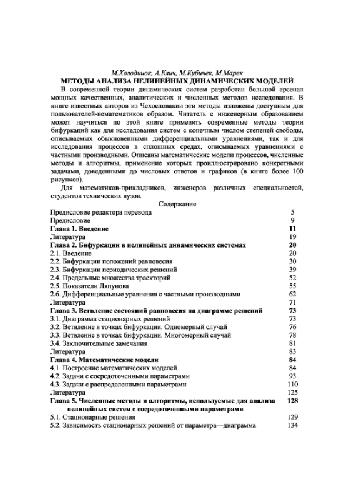 М.Холодниок, А.Клич, М.Кубичек, М.Марек
МЕТОДЫ АНАЛИЗА НЕЛИНЕЙНЫХ ДИНАМИЧЕСКИХ МОДЕЛЕЙ
В современной теории динамических систем разработан большой арсенал
мощных качественных, аналитических и численных методов исследования. В
книге известных авторов из Чехословакии эти методы изложены доступным для
пользователей-нематематиков образом. Читатель с инженерным образованием
может научиться по этой книге применять современные методы теории
бифуркаций как для исследования систем с конечным числом степеней свободы,
описываемых обыкновенными дифференциальными уравнениями, так и для
исследования процессов в сплошных средах, описываемых уравнениями с
частными производными. Описаны математические модели процессов, численные
методы и алгоритмы, применение которых проиллюстрировано конкретными
задачами, доведенными до числовых ответов и графиков (в книге более 100
рисунков).
Для математиков-прикладников, инженеров различных специальностей,
студентов технических вузов.
Содержание
Предисловие редактора перевода 5
Предисловие 9
Глава 1. Введение 11
Литература 19
Глава 2. Бифуркации в нелинейных динамических системах 20
2.1. Введение 20
2.2. Бифуркации положений равновесия 30
2.3. Бифуркации периодических решений 39
2.4. Предельные множества траекторий 52
2.5. Показатели Ляпунова 55
2.6. Дифференциальные уравнения с частными производными 62
Литература 71
Глава 3. Ветвление состояний равновесия на диаграмме решений 73
3.1. Диаграмма стационарных решений 73
3.2. Ветвление в точках бифуркации. Одномерный случай 76
3.3. Ветвление в точках бифуркации. Многомерный случай 78
3.4. Заключительные замечания 81
Литература 83
Глава 4. Математические модели 84
4.1. Построение математических моделей 84
4.2. Задачи с сосредоточенными параметрами 93
4.3. Задачи с распределенными параметрами 110
Литература 125
Глава 5. Численные методы и алгоритмы, используемые для анализа 128
нелинейных систем с сосредоточенными параметрами
5.1. Стационарные решения 129
5.2. Зависимость стационарных решений от параметра—диаграмма 134